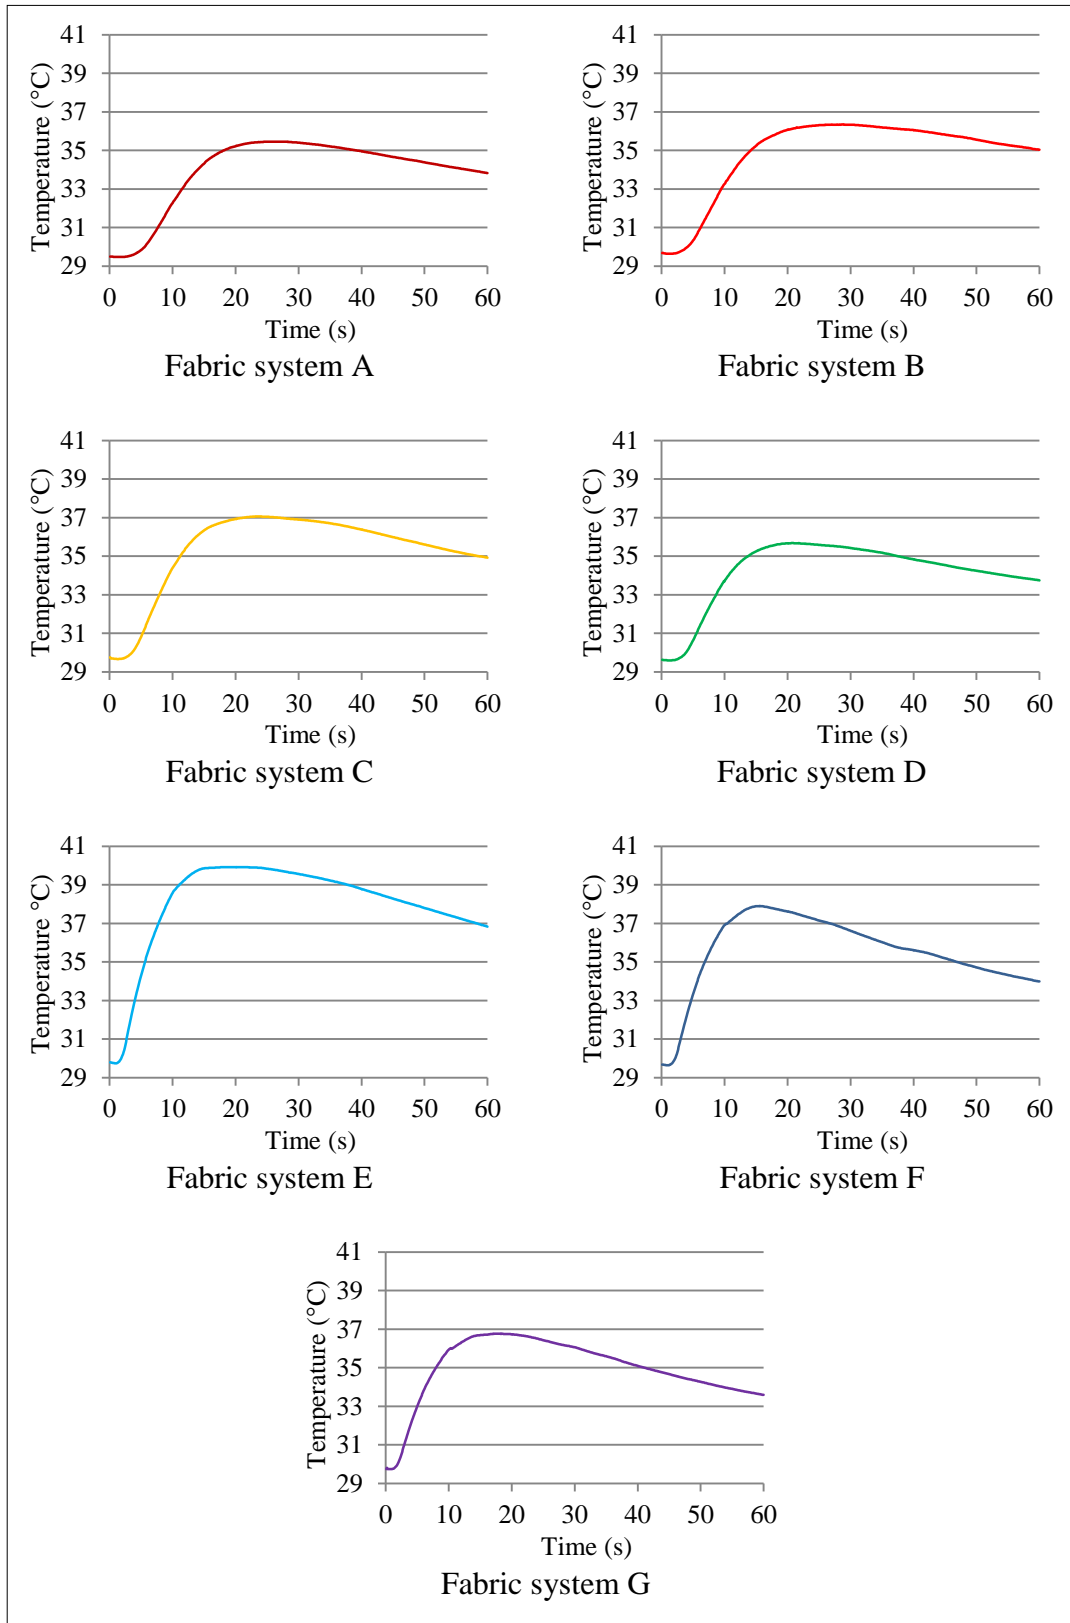 41
39
37
35
33
31
29
Temperature (°C)
0 10 20 30 40 50 60
Time (s)
Fabric system A
41
39
37
35
33
31
29
Temperature (°C)
0 10 20 30 40 50 60
Time (s)
Fabric system B
41
39
37
35
33
31
29
Temperature (°C)
0 10 20 30 40 50 60
Time (s)
Fabric system C
41
39
37
35
33
31
29
Temperature (°C)
0 10 20 30 40 50 60
Time (s)
Fabric system D
41
39
37
35
33
31
29
Temperature °C)
0 10 20 30 40 50 60
Time (s)
Fabric system E
41
39
37
35
33
31
29
Temperature (°C)
0 10 20 30 40 50 60
Time (s)
Fabric system F
41
39
37
35
33
31
29
Temperature (°C)
0 10 20 30 40 50 60
Time (s)
Fabric system G